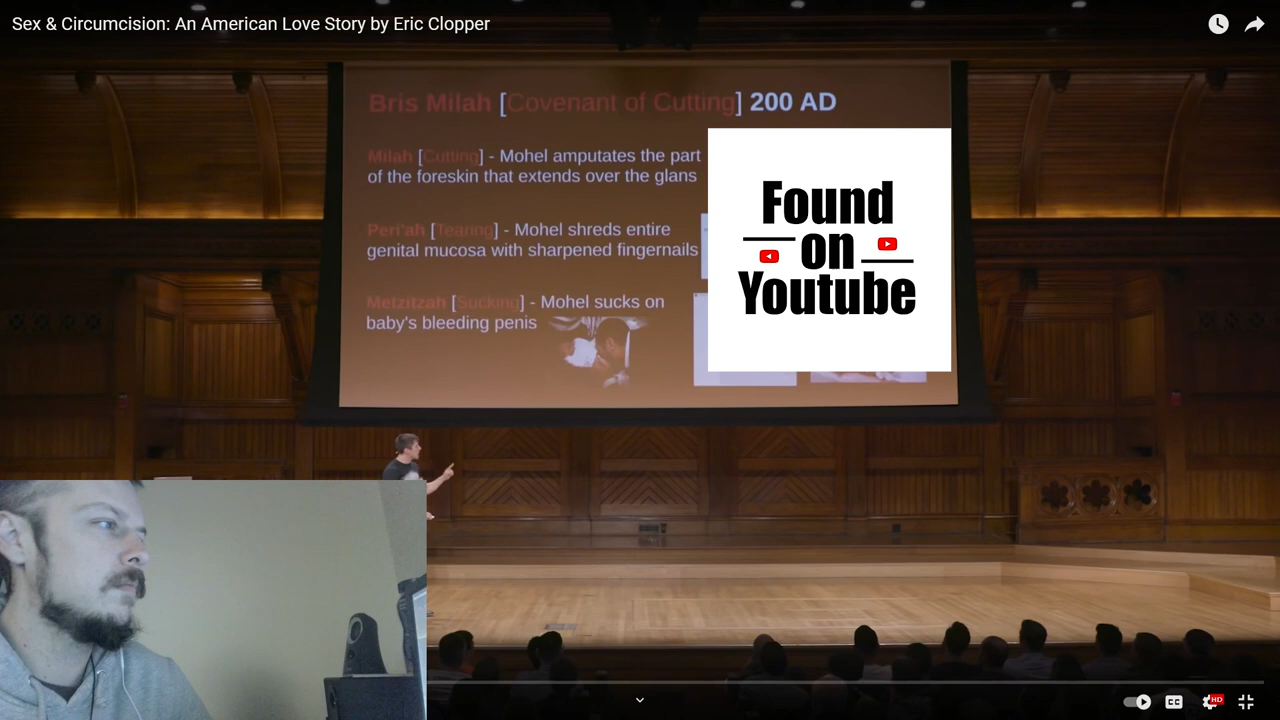 Sex & Circumcision: An American Love Story by Eric Clopper
Bris Milah [Covenant of Cutting] 200 AD
Milah [Cutting] - Mohel amputates the part
of the foreskin that extends over the glans
Peri'ah [Tearing] - Mohel shreds entire
genital mucosa with sharpened fingernails
Metzitzah [Sucking] - Mohel sucks on
baby's bleeding penis
Found
on
Youtube
CC
HD